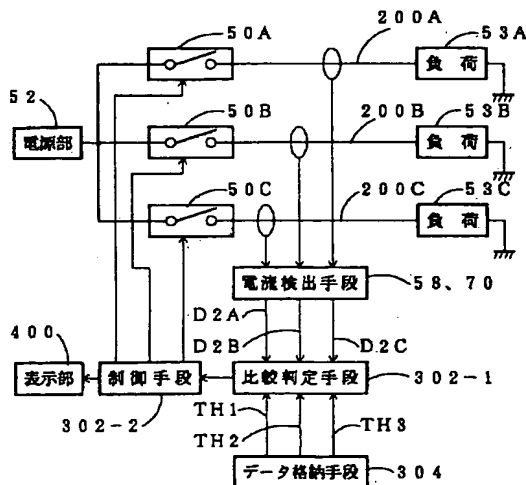 50A
200A
53A
負荷
52
50B
200B
53B
電源部
負荷
50C
200C
53C
負荷
電流検出手段
58、70
D2A
D2B
D2C
400
表示部
制御手段
比較判定手段
302-1
302-2
TH1
TH2
TH3
データ格納手段
304